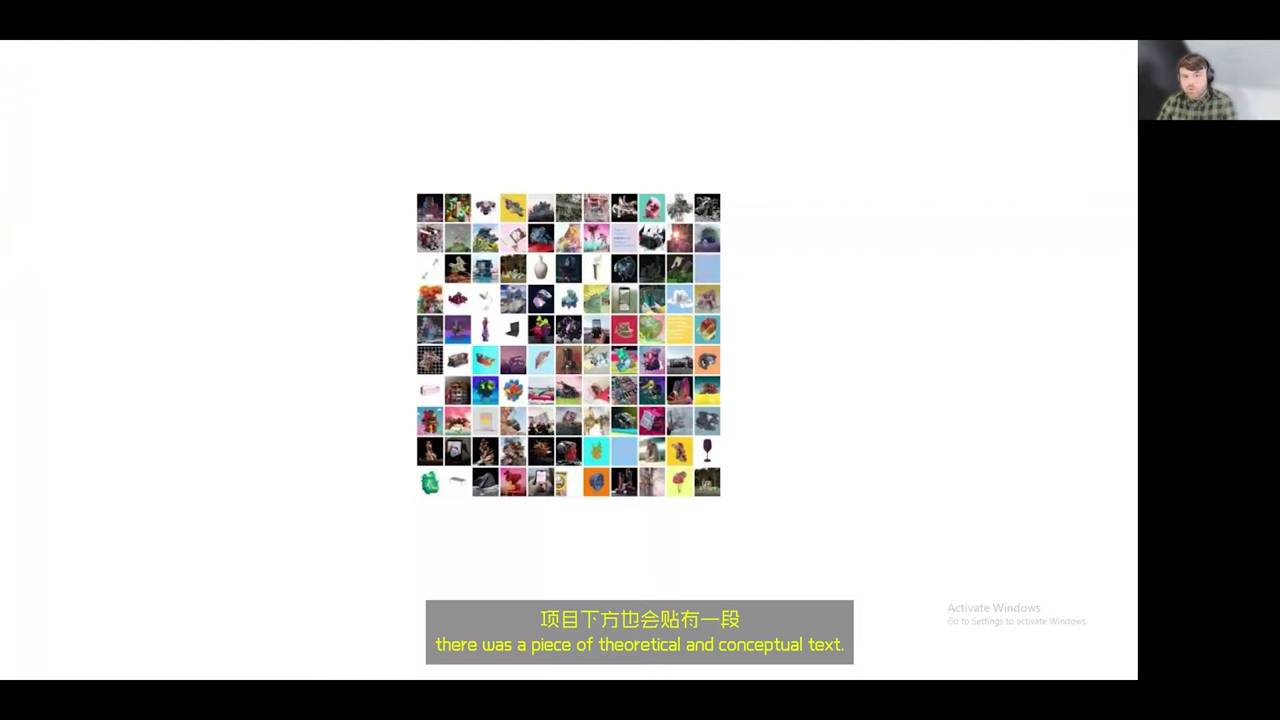 项目下方也会贴有一段
there was a piece of theoretical and conceptual text.
Activate Windows
Go to Settings to activate Windows.